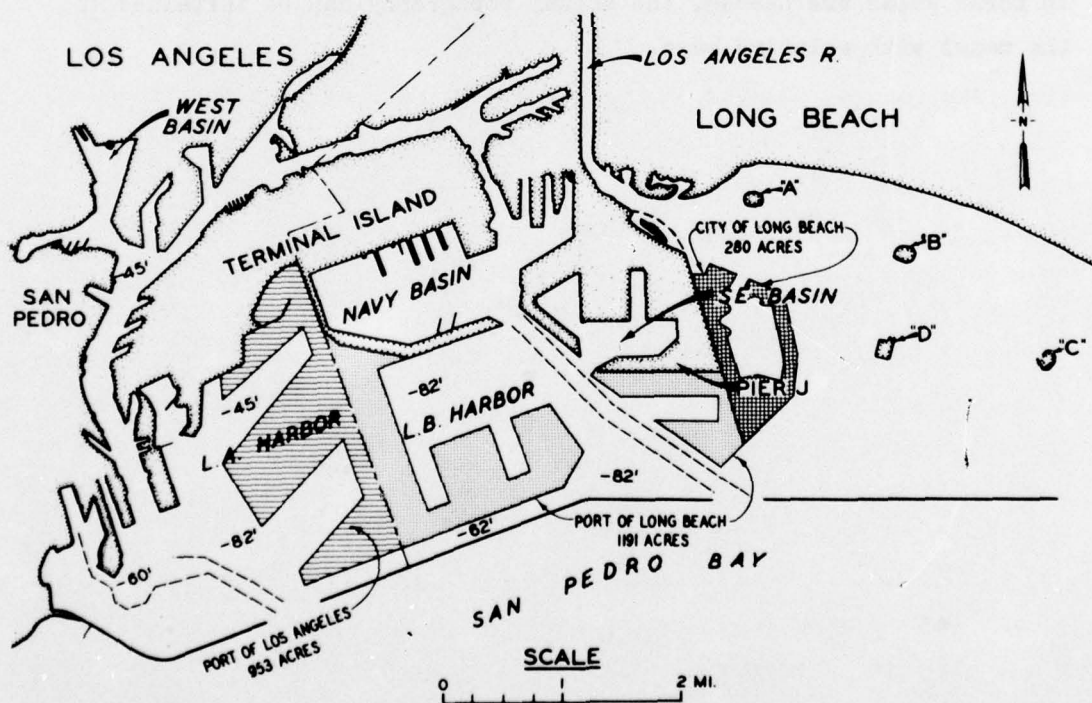 LOS ANGELES
LOS ANGELES R.
WEST
BASIN
LONG BEACH
N
"A"
TERMINAL ISLAND
CITY OF LONG BEACH
280 ACRES
"B"
-45'
SAN
PEDRO
NAVY BASIN
S.E. BASIN
"D"
"C"
-82'
PIER J
-45'
L.B. HARBOR
L.A. HARBOR
-82'
-82'
-82'
PORT OF LONG BEACH
1191 ACRES
60'
SAN PEDRO BAY
PORT OF LOS ANGELES
953 ACRES
SCALE
0 2 MI.